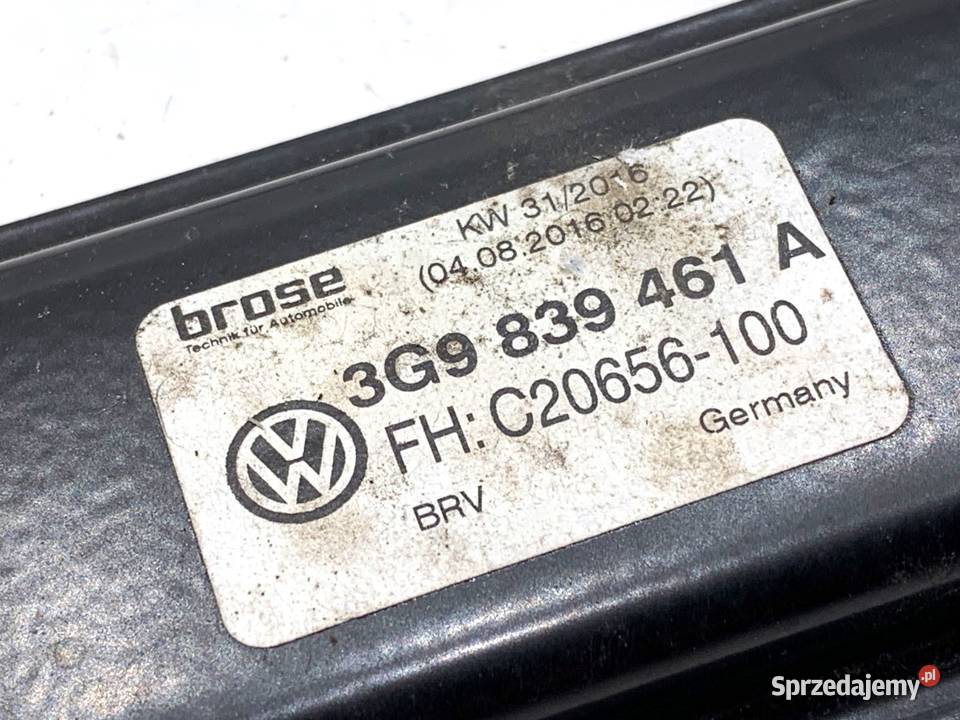 KW 31/2016
(04.08.2016 02:22)
brose
Technik für Automobile
3G9 839 461 A
FH: C20656-100
Germany
BRV
VW
Sprzedajemy.pl